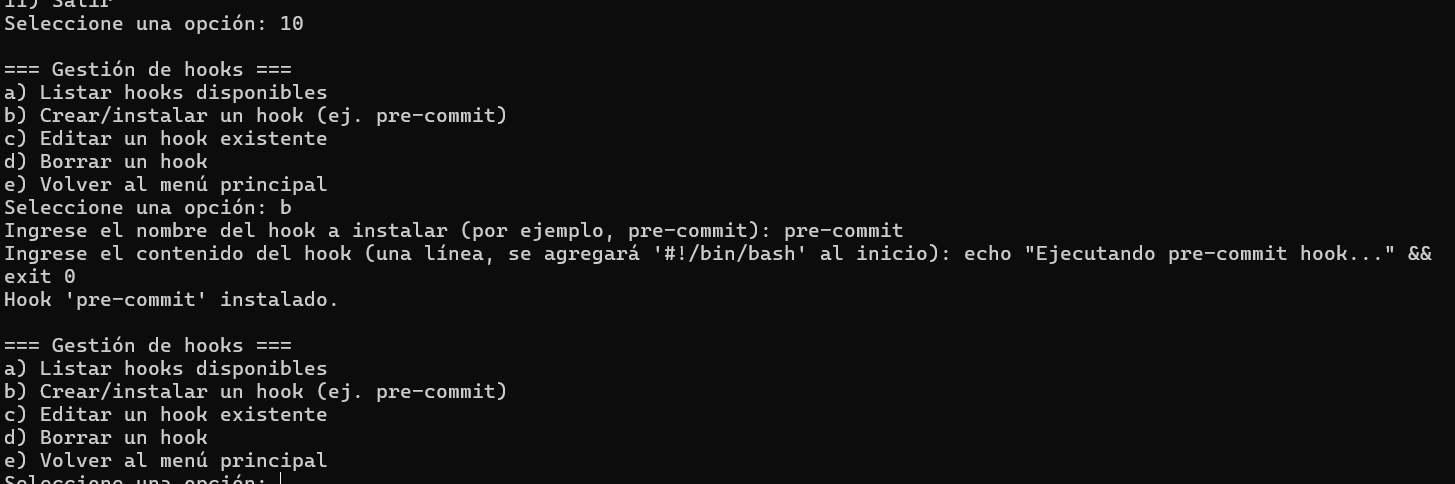 11) Salir
Seleccione una opción: 10
=== Gestión de hooks ===
a) Listar hooks disponibles
b) Crear/instalar un hook (ej. pre-commit)
c) Editar un hook existente
d) Borrar un hook
e) Volver al menú principal
Seleccione una opción: b
Ingrese el nombre del hook a instalar (por ejemplo, pre-commit): pre-commit
Ingrese el contenido del hook (una línea, se agregará '#!/bin/bash' al inicio): echo "Ejecutando pre-commit hook..." &&
exit 0
Hook 'pre-commit' instalado.
=== Gestión de hooks ===
a) Listar hooks disponibles
b) Crear/instalar un hook (ej. pre-commit)
c) Editar un hook existente
d) Borrar un hook
e) Volver al menú principal
Seleccione una opción: